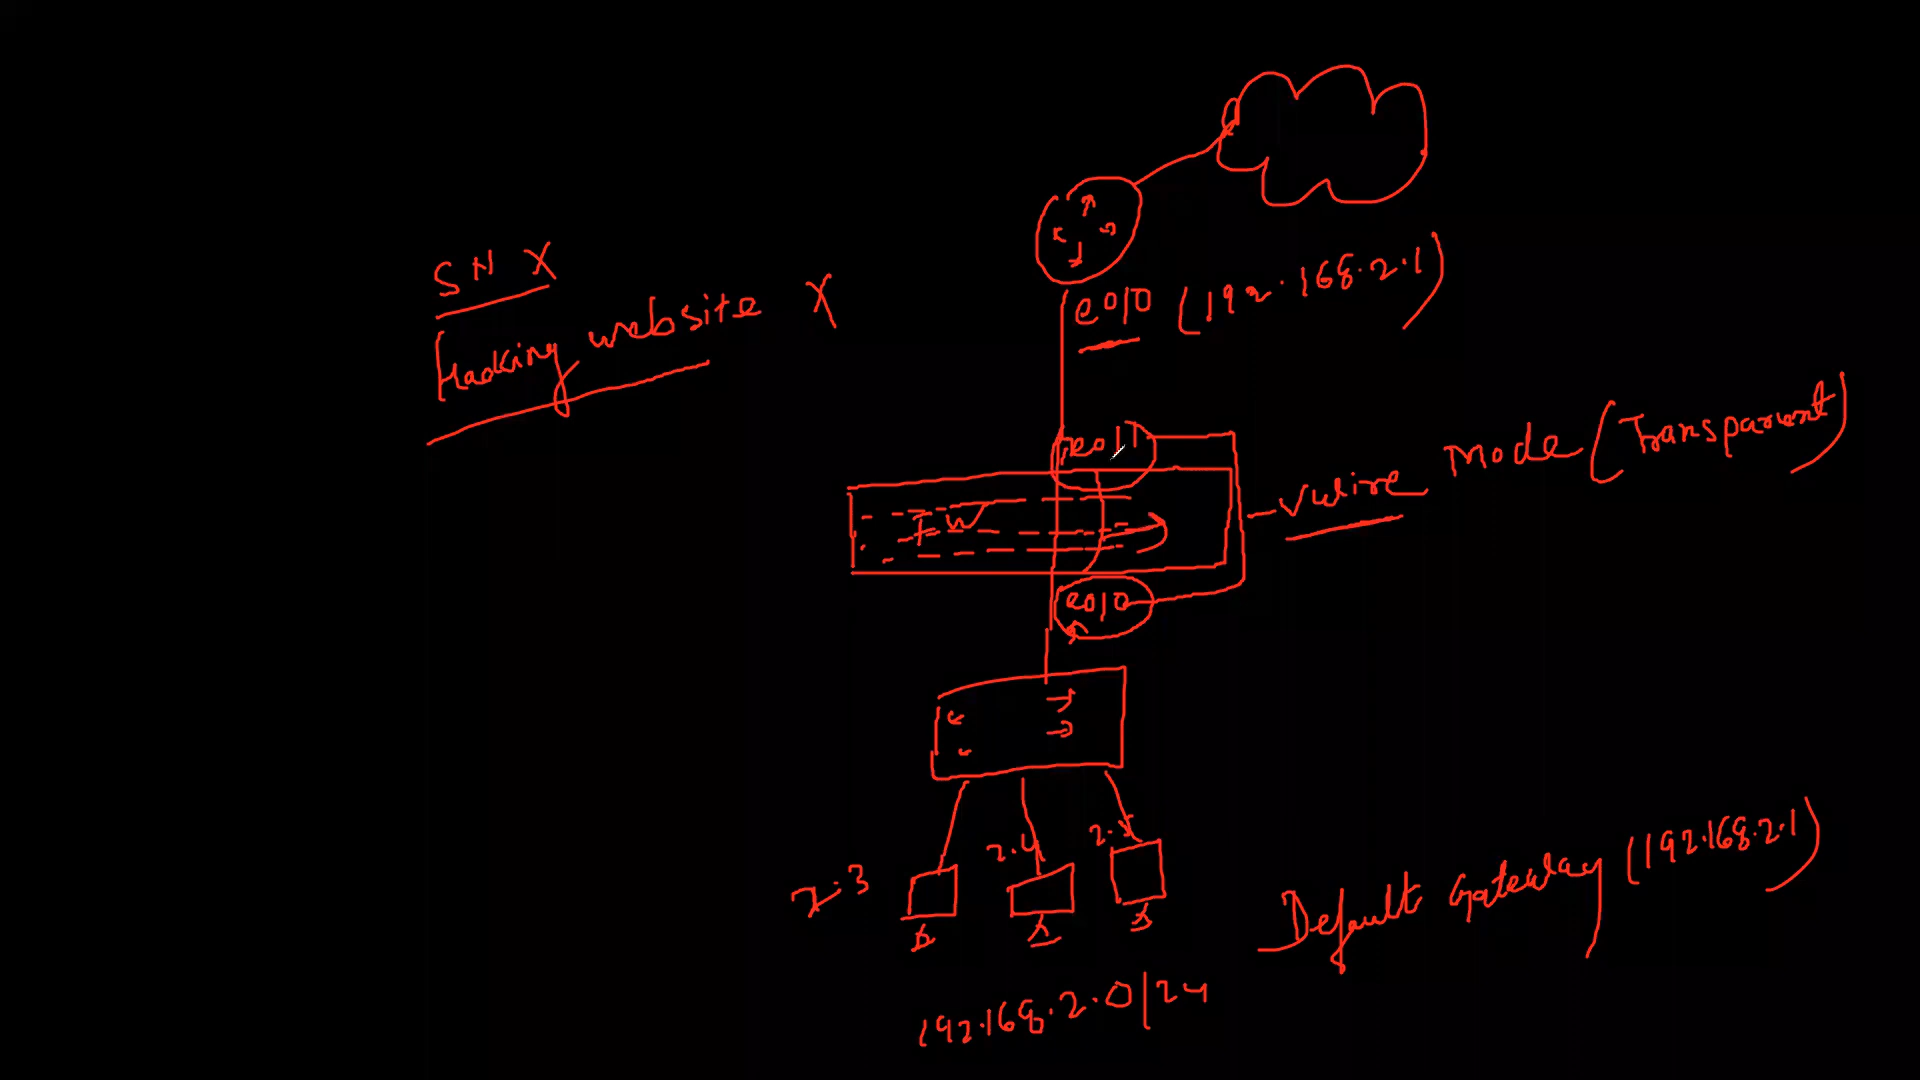 SN X
Hacking website X
e0/0 (192.168.2.1)
e0/1
Vwire Mode (Transparent)
FW
e0/0
2.3
2.4
2.5
Default Gateway (192.168.2.1)
192.168.2.0/24